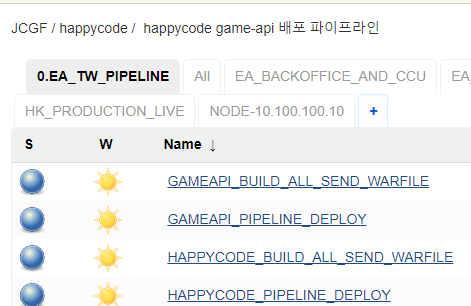 JCGF / happycode / happycode game-api 배포 파이프라인
0.EA_TW_PIPELINE All EA_BACKOFFICE_AND_CCU EA_
HK_PRODUCTION_LIVE NODE-10.100.100.10 +
S W Name ↓
GAMEAPI_BUILD_ALL_SEND_WARFILE
GAMEAPI_PIPELINE_DEPLOY
HAPPYCODE_BUILD_ALL_SEND_WARFILE
HAPPYCODE_PIPELINE_DEPLOY